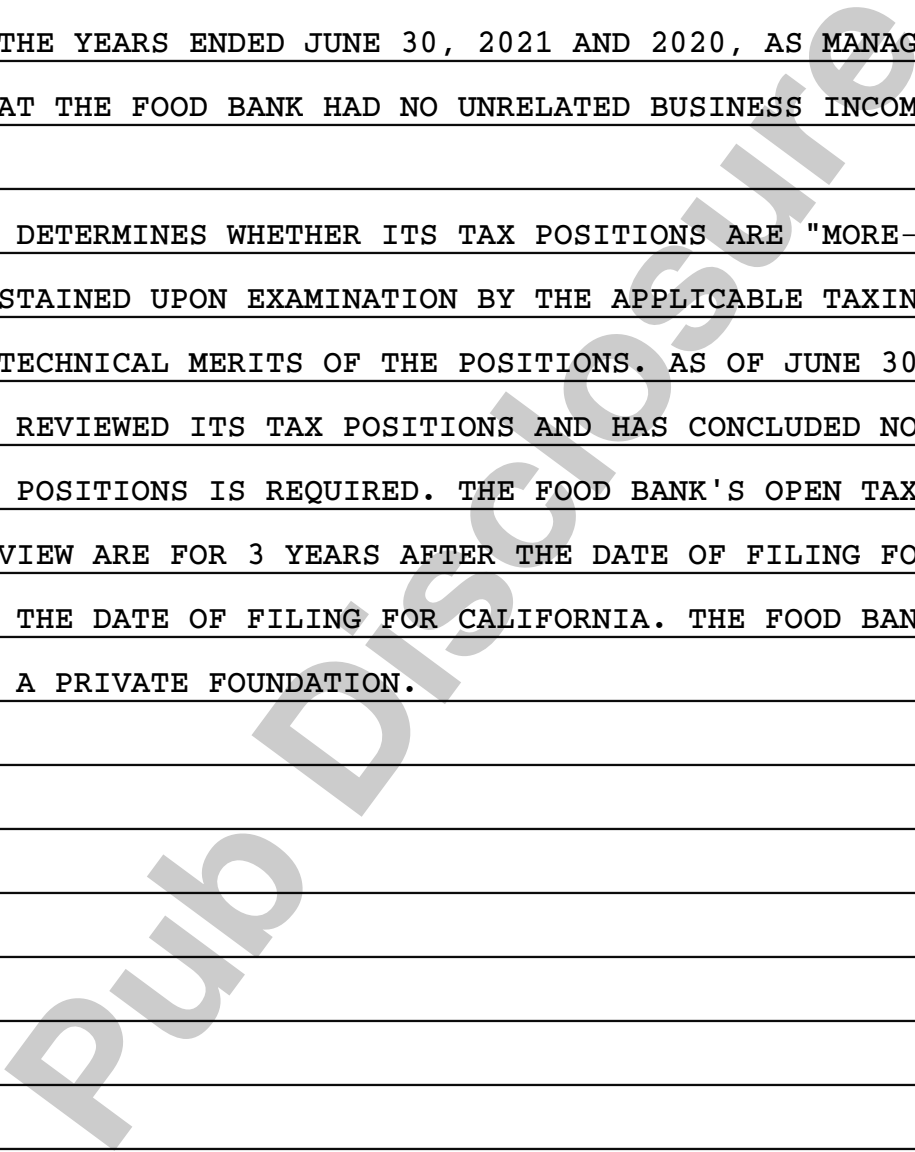 THE YEARS ENDED JUNE 30, 2021 AND 2020, AS MANAG
AT THE FOOD BANK HAD NO UNRELATED BUSINESS INCOM
DETERMINES WHETHER ITS TAX POSITIONS ARE "MORE-
STAINED UPON EXAMINATION BY THE APPLICABLE TAXIN
TECHNICAL MERITS OF THE POSITIONS. AS OF JUNE 30
REVIEWED ITS TAX POSITIONS AND HAS CONCLUDED NO
POSITIONS IS REQUIRED. THE FOOD BANK'S OPEN TAX
VIEW ARE FOR 3 YEARS AFTER THE DATE OF FILING FO
THE DATE OF FILING FOR CALIFORNIA. THE FOOD BAN
A PRIVATE FOUNDATION.
Pub Disclosure